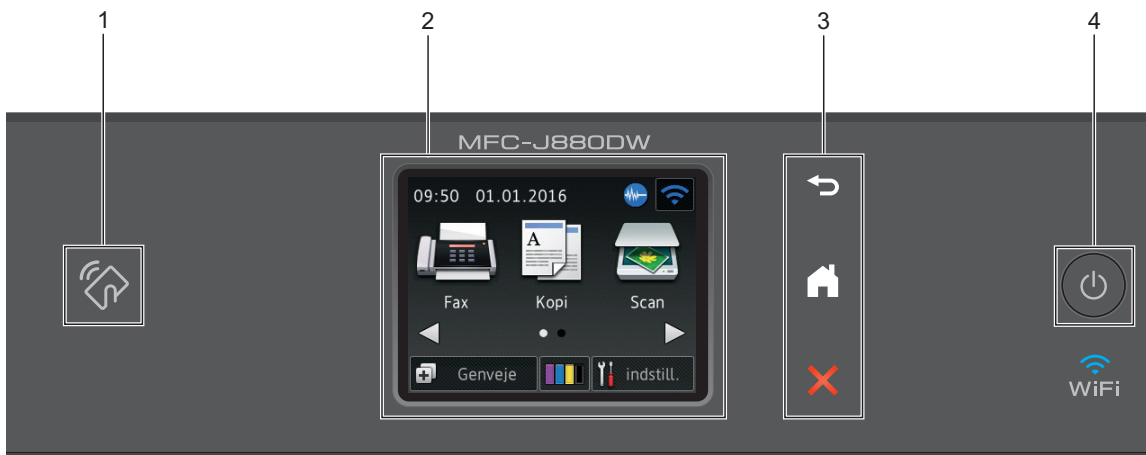 1 2 3 4
MFC-J880DW
09:50 01.01.2016
A
Fax Kopi Scan
Genveje indstill.
WiFi